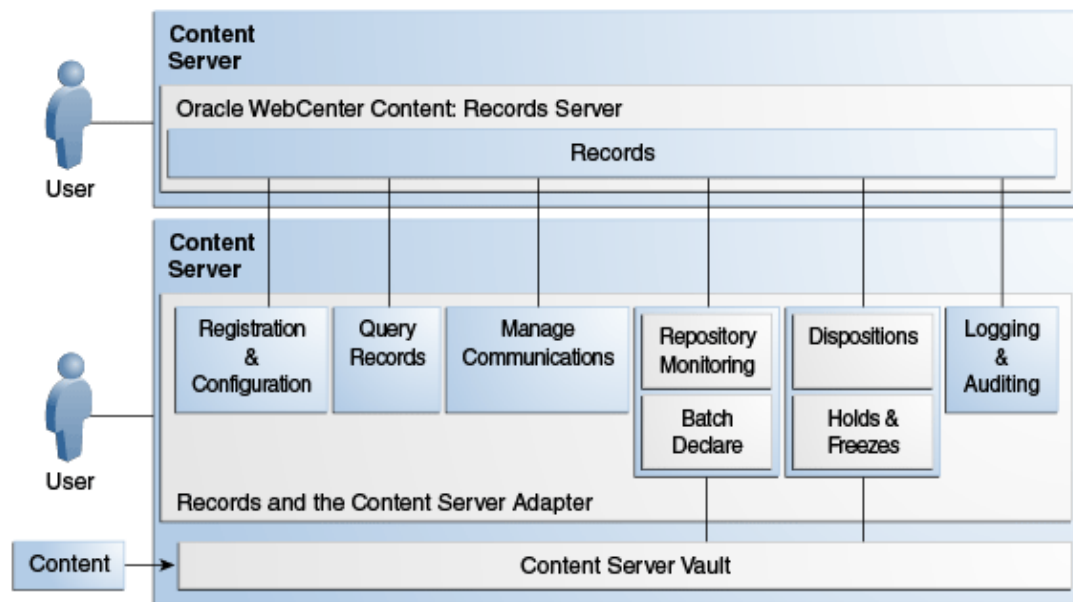 Content
Server
Oracle WebCenter Content: Records Server
Records
User
Content
Server
Registration
&
Configuration
Query
Records
Manage
Communications
Repository
Monitoring
Batch
Declare
Dispositions
Holds &
Freezes
Logging
&
Auditing
User
Records and the Content Server Adapter
Content
Content Server Vault